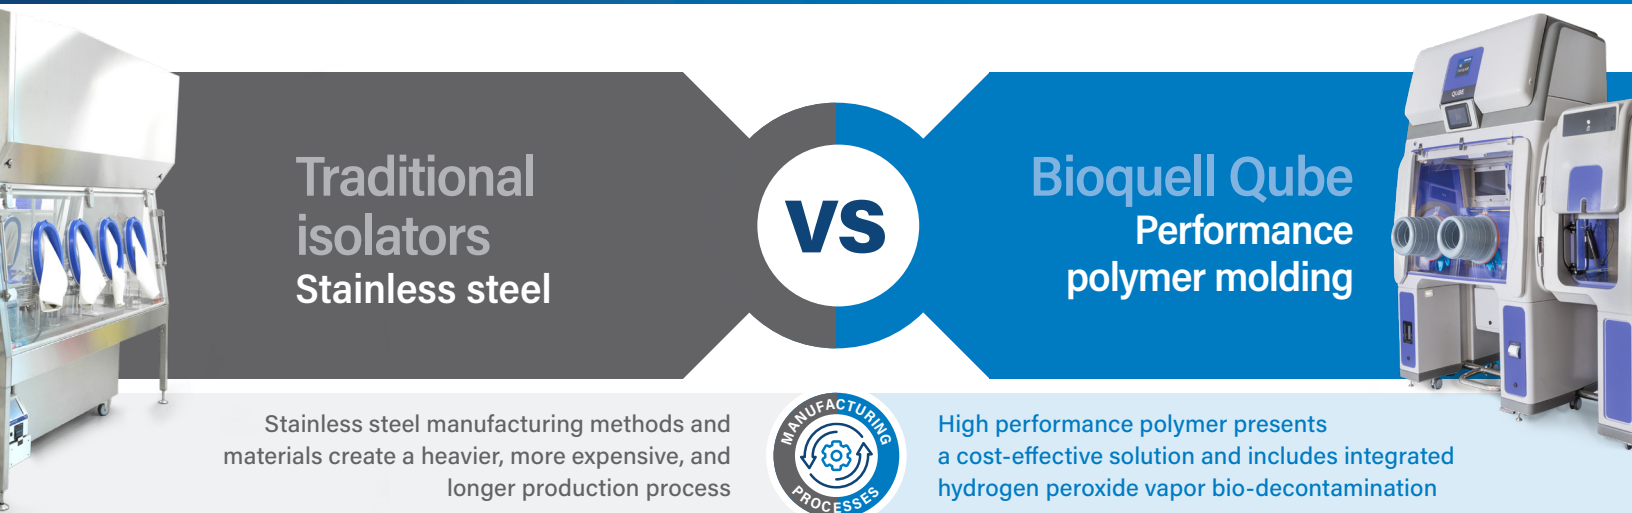 Traditional
isolators
Stainless steel
VS
Bioquell Qube
Performance
polymer molding
QUBE
Stainless steel manufacturing methods and
materials create a heavier, more expensive, and
longer production process
MANUFACTURING
PROCESSES
High performance polymer presents
a cost-effective solution and includes integrated
hydrogen peroxide vapor bio-decontamination